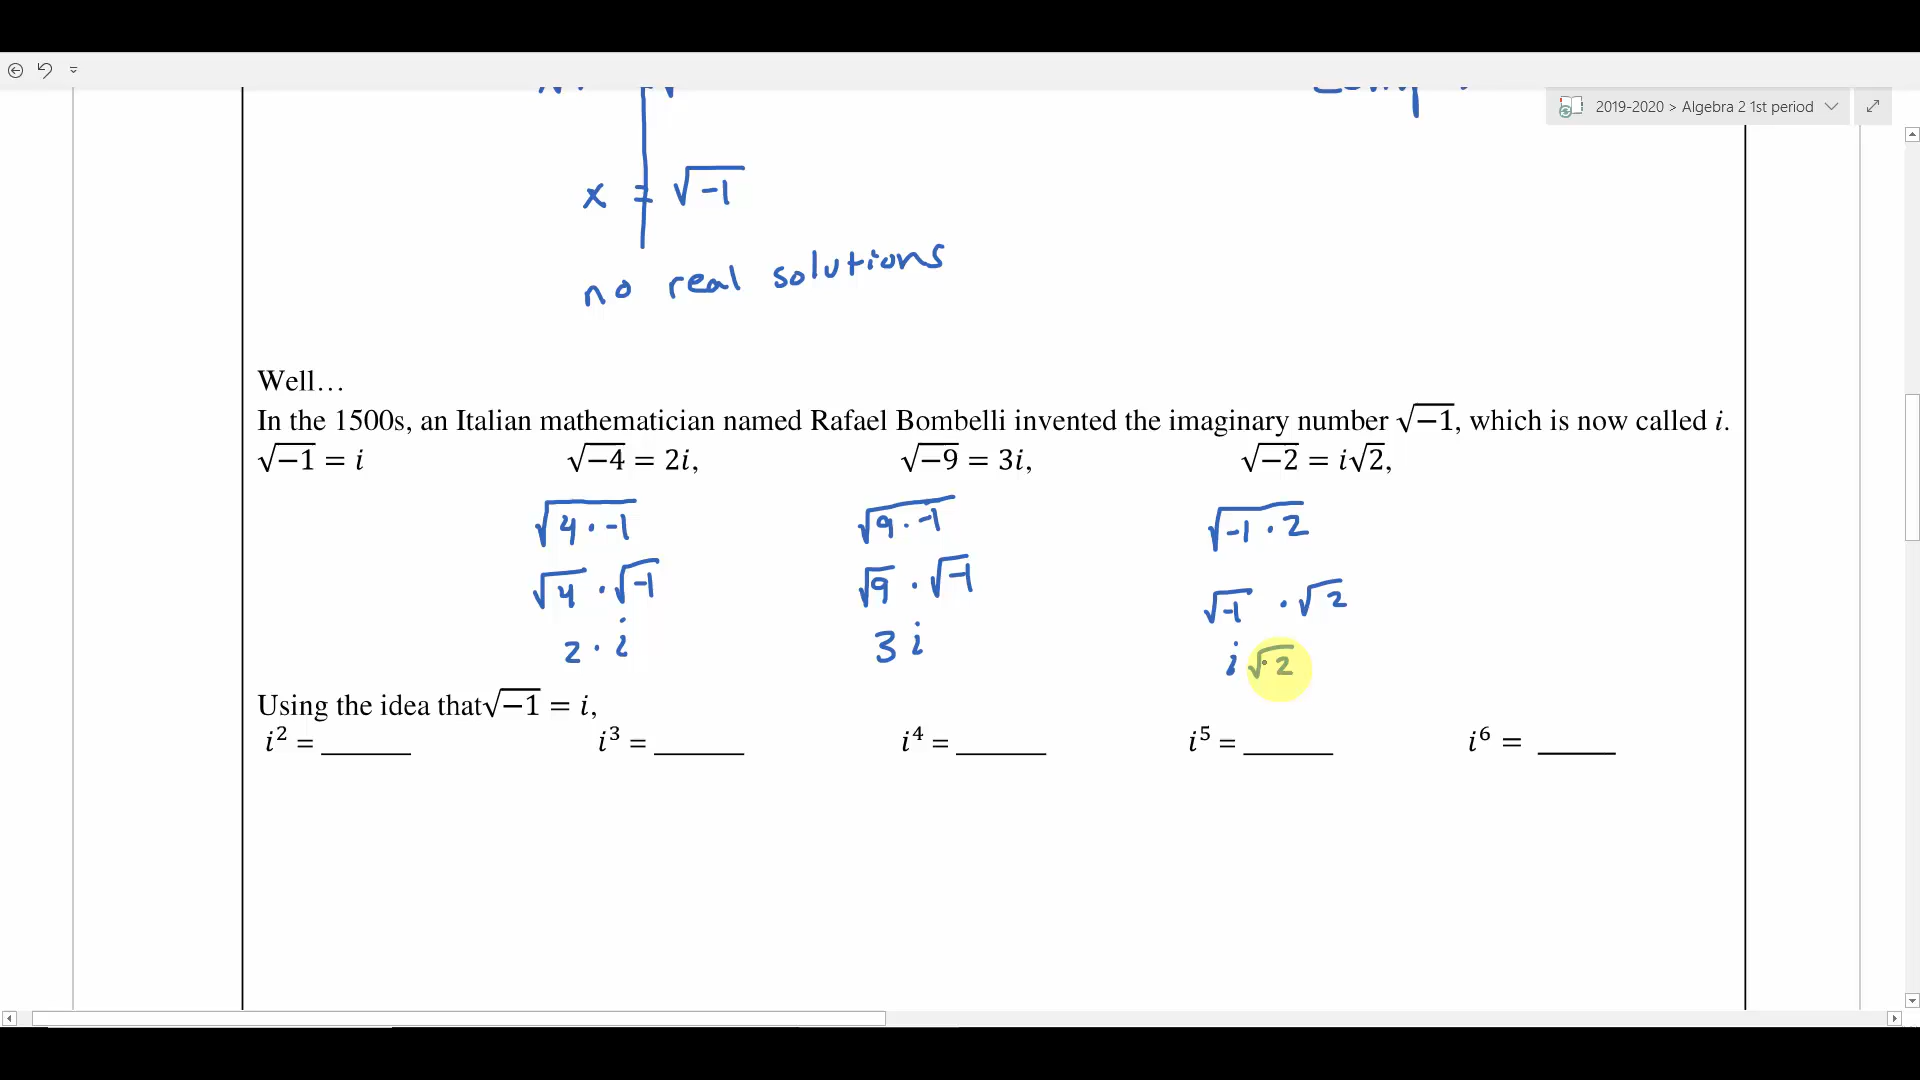 2019-2020 > Algebra 2 1st period
x = √-1
no real solutions
Well…
In the 1500s, an Italian mathematician named Rafael Bombelli invented the imaginary number √−1, which is now called i.
√−1 = i √−4 = 2i, √−9 = 3i, √−2 = i√2,
√4 · -1 √9 · -1 √-1 · 2
√4 · √-1 √9 · √-1 √-1 · √2
2 · i 3 i i √2
Using the idea that√−1 = i,
i² = ______ i³ = ______ i⁴ = ______ i⁵ = ______ i⁶ = _____